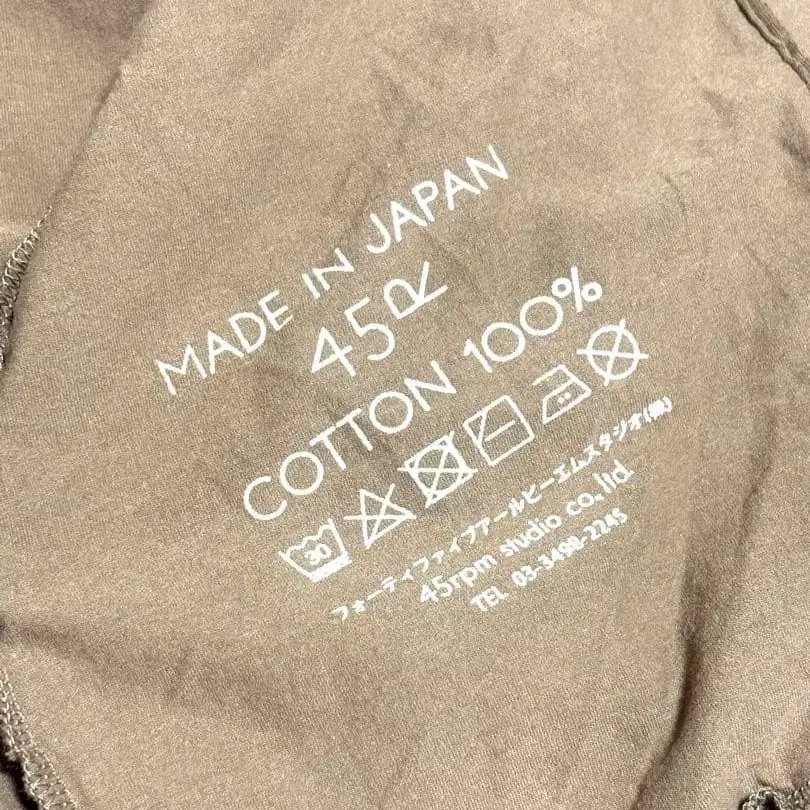 MADE IN JAPAN
45R
COTTON 100%
30
フォーティファイブアールピーエムスタジオ(株)
45rpm studio co.,ltd.
TEL 03-3498-2245